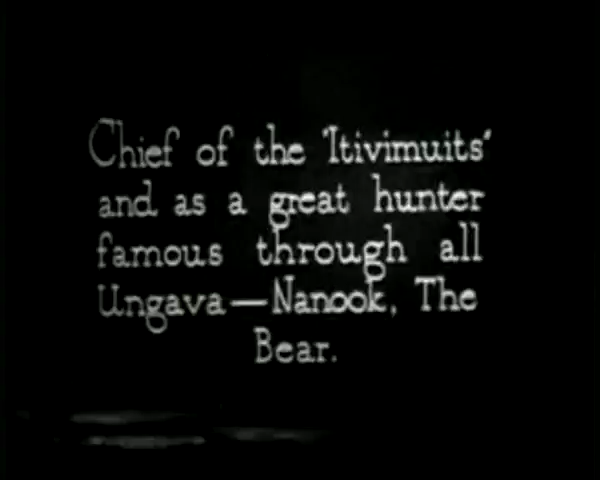 Chief of the "Itivimuits"
and as a great hunter
famous through all
Ungava—Nanook, The
Bear.